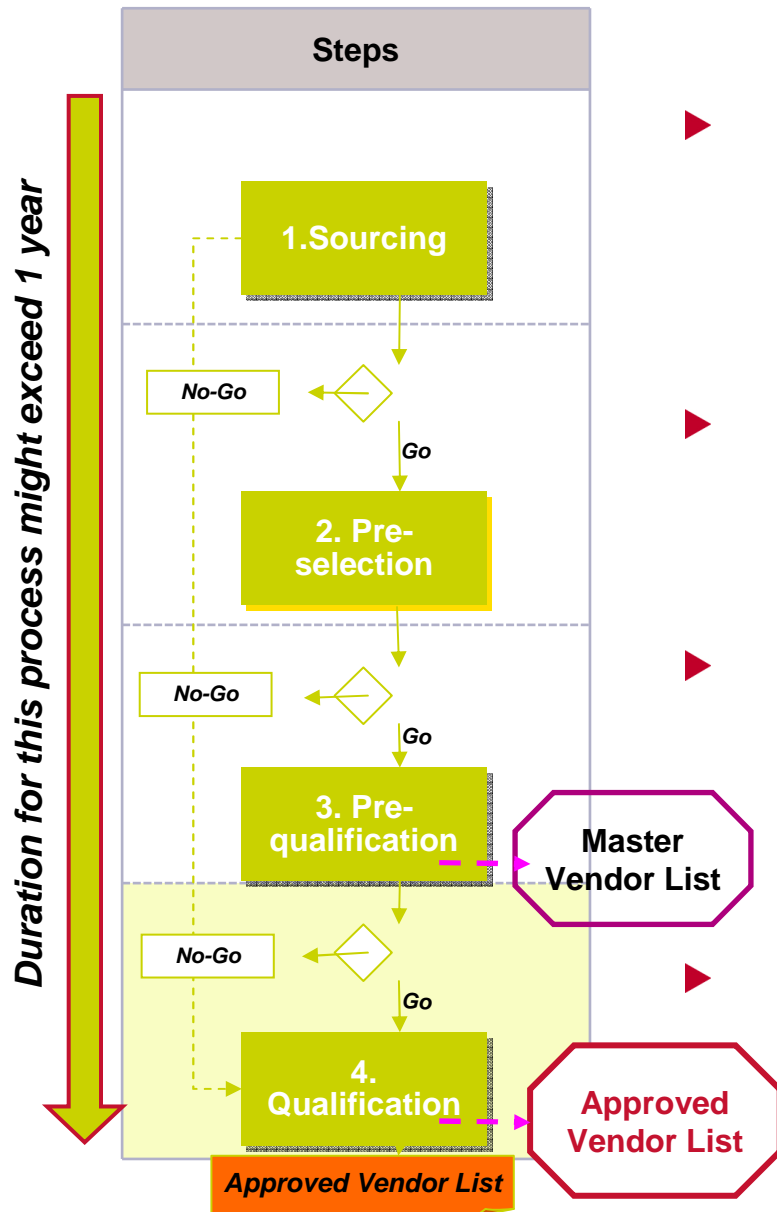 Steps
Duration for this process might exceed 1 year
1.Sourcing
No-Go
Go
2. Pre-
selection
No-Go
Go
3. Pre-
qualification
Master
Vendor List
No-Go
Go
4.
Qualification
Approved
Vendor List
Approved Vendor List